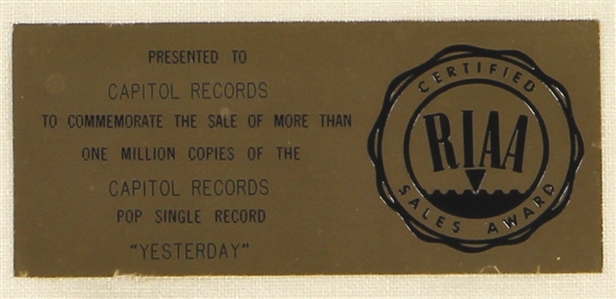 PRESENTED TO
CAPITOL RECORDS
TO COMMEMORATE THE SALE OF MORE THAN
ONE MILLION COPIES OF THE
CAPITOL RECORDS
POP SINGLE RECORD
"YESTERDAY"
CERTIFIED
RIAA
SALES AWARD